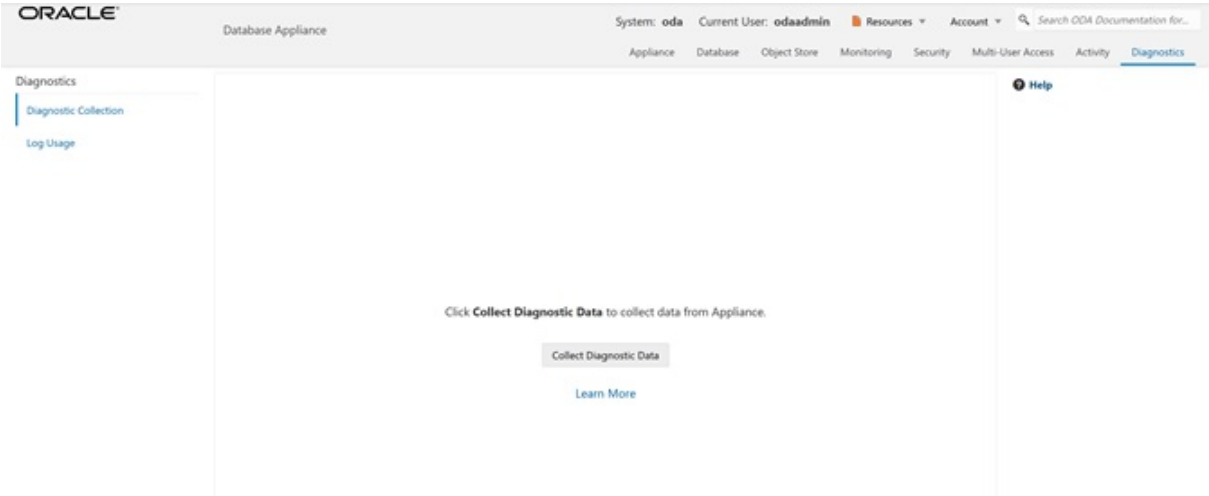 ORACLE
Database Appliance
System: oda Current User: odaadmin Resources Account Search ODA Documentation for...
Appliance Database Object Store Monitoring Security Multi-User Access Activity Diagnostics
Diagnostics
Diagnostic Collection
Log Usage
Help
Click Collect Diagnostic Data to collect data from Appliance.
Collect Diagnostic Data
Learn More